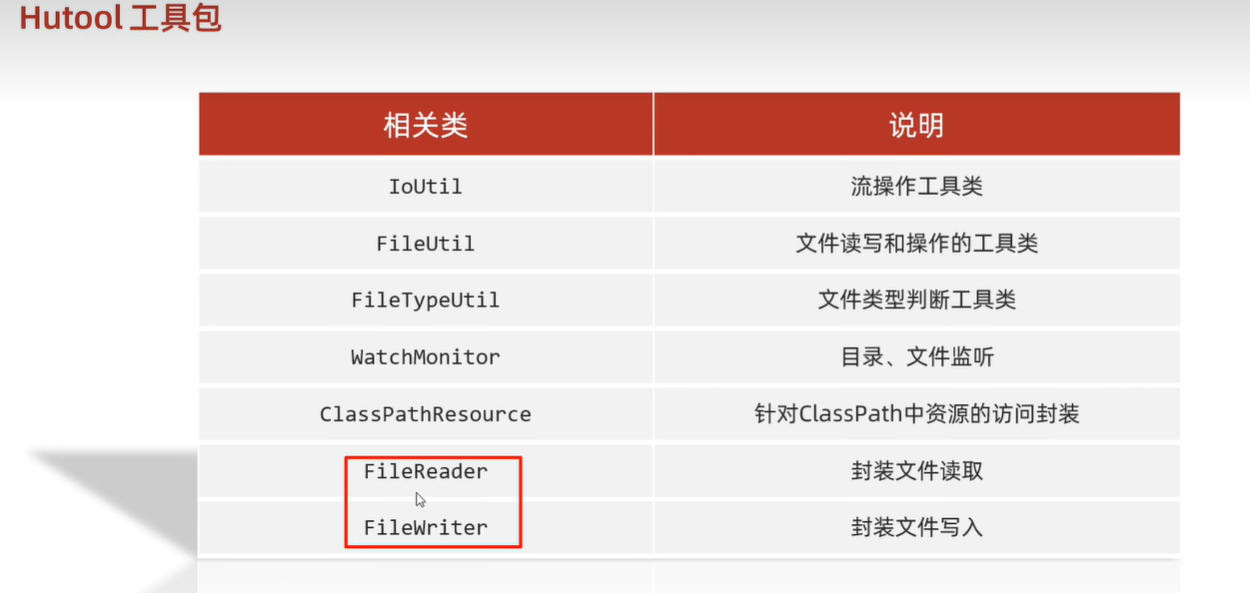 Hutool 工具包
相关类 说明
IoUtil 流操作工具类
FileUtil 文件读写和操作的工具类
FileTypeUtil 文件类型判断工具类
WatchMonitor 目录、文件监听
ClassPathResource 针对ClassPath中资源的访问封装
FileReader 封装文件读取
FileWriter 封装文件写入